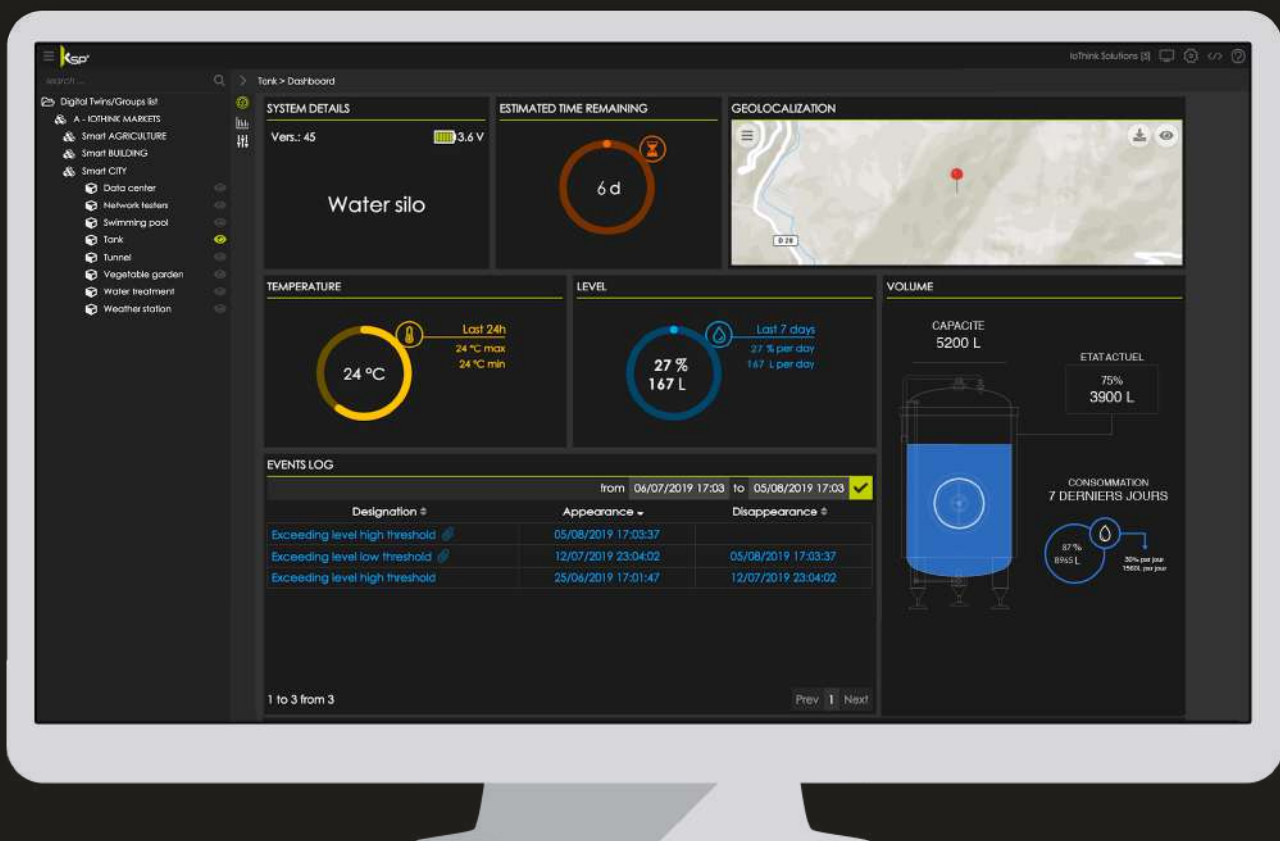 Ksp
IoThink Solutions [3]
search ...
Tank > Dashboard
Digital Twins/Groups list
A - IOTHINK MARKETS
Smart AGRICULTURE
Smart BUILDING
Smart CITY
Data center
Network testers
Swimming pool
Tank
Tunnel
Vegetable garden
Water treatment
Weather station
SYSTEM DETAILS
Vers.: 45
3.6 V
Water silo
ESTIMATED TIME REMAINING
6 d
GEOLOCALIZATION
D 28
TEMPERATURE
24 °C
Last 24h
24 °C max
24 °C min
LEVEL
27 %
167 L
Last 7 days
27 % per day
167 L per day
VOLUME
CAPACITE
5200 L
ETAT ACTUEL
75%
3900 L
CONSOMMATION
7 DERNIERS JOURS
87 %
8965 L
30% par jour
par jour
EVENTS LOG
from 06/07/2019 17:03 to 05/08/2019 17:03
Designation Appearance Disappearance
Exceeding level high threshold 05/08/2019 17:03:37
Exceeding level low threshold 12/07/2019 23:04:02 05/08/2019 17:03:37
Exceeding level high threshold 25/06/2019 17:01:47 12/07/2019 23:04:02
1 to 3 from 3
Prev 1 Next